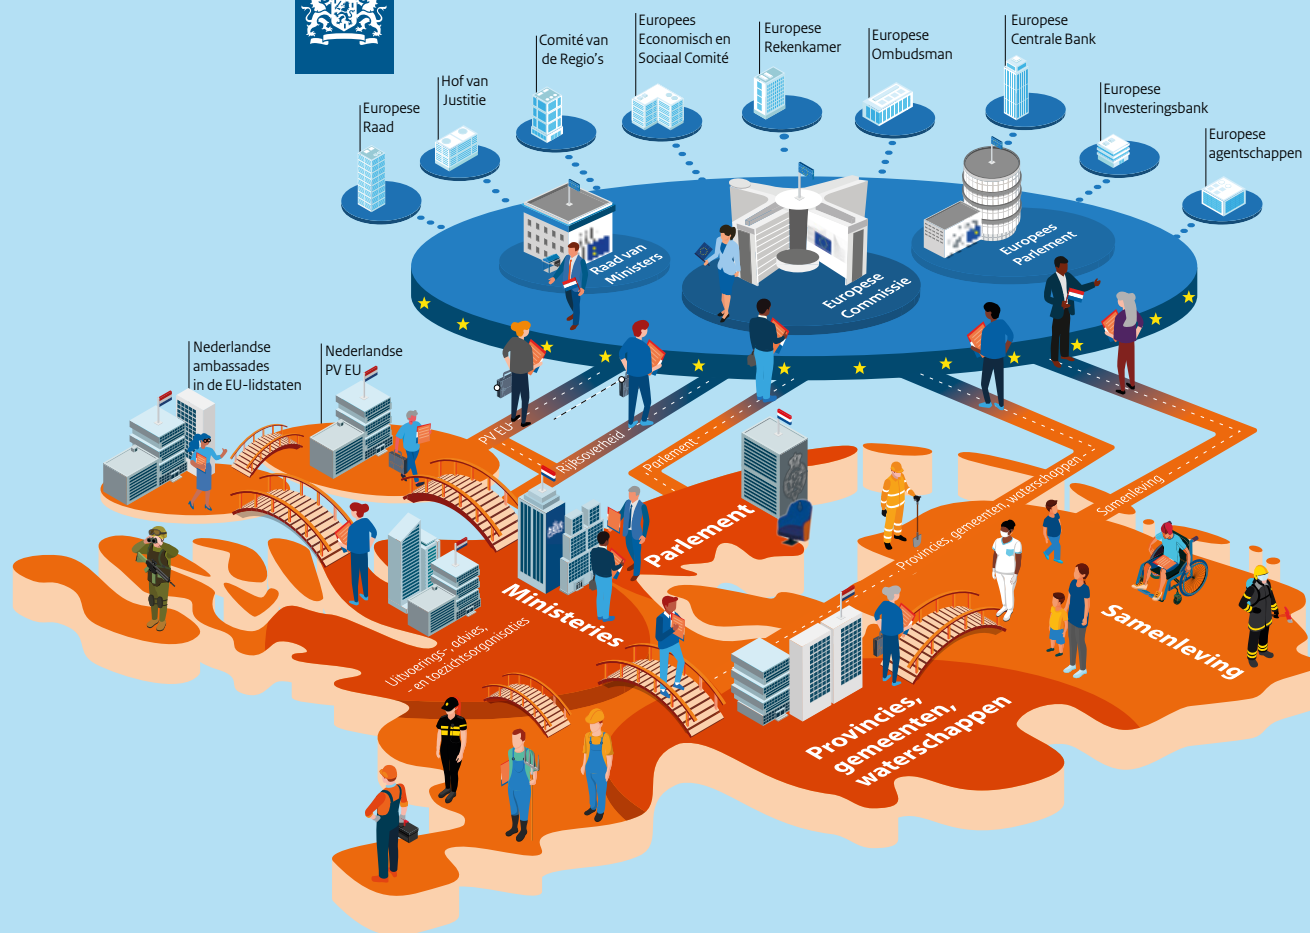 Europees
Economisch en
Sociaal Comité
Europese
Centrale Bank
Europese
Rekenkamer
Europese
Ombudsman
Comité van
de Regio's
Hof van
Justitie
Europese
Investeringsbank
Europese
Raad
Europese
agentschappen
Raad van
Ministers
Europese
Commissie
Europees
Parlement
Nederlandse
ambassades
in de EU-lidstaten
Nederlandse
PV EU
PV EU
Rijksoverheid
Parlement
Provincies, gemeenten, waterschappen
Samenleving
Parlement
Ministeries
Uitvoerings-, advies,
- en toezichtsorganisaties
Samenleving
Provincies,
gemeenten,
waterschappen